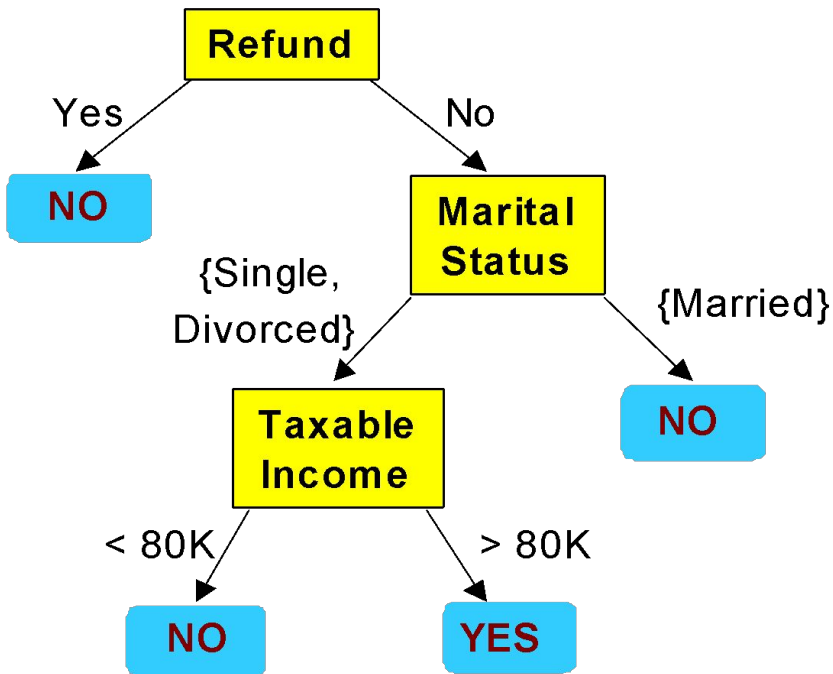 Refund
Yes
No
NO
Marital
Status
{Single,
Divorced}
{Married}
Taxable
Income
NO
< 80K
> 80K
NO
YES